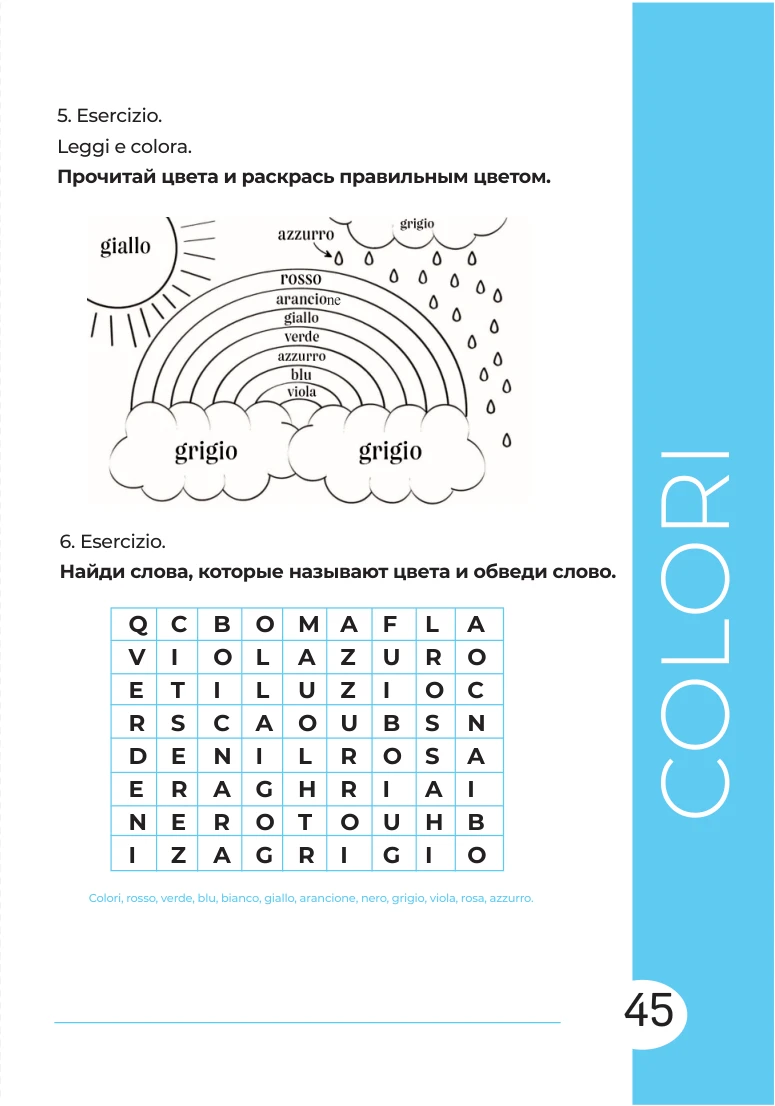 5. Esercizio.
Leggi e colora.
Прочитай цвета и раскрась правильным цветом.
giallo
grigio
azzurro
rosso
arancione
giallo
verde
azzurro
blu
viola
grigio grigio
6. Esercizio.
Найди слова, которые называют цвета и обведи слово.
Q C B O M A F L A
V I O L A Z U R O
E T I L U Z I O C
R S C A O U B S N
D E N I L R O S A
E R A G H R I A I
N E R O T O U H B
I Z A G R I G I O
Colori, rosso, verde, blu, bianco, giallo, arancione, nero, grigio, viola, rosa, azzurro.
COLORI
45